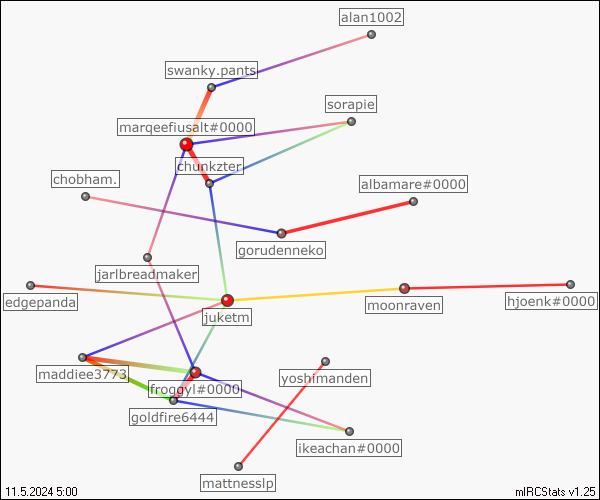 alan1002
swanky.pants
sorapie
marqeefiusalt#0000
chunkzter.
chobham.
albamare#0000
gorudenneko
jarlbreadmaker
edgepanda
moonraven
hjoenk#0000
juketm
maddiee3773
yoshimanden
froggyl#0000
goldfire6444
ikeachan#0000
mattnesslp
11.5.2024 5:00
mIRCStats v1.25